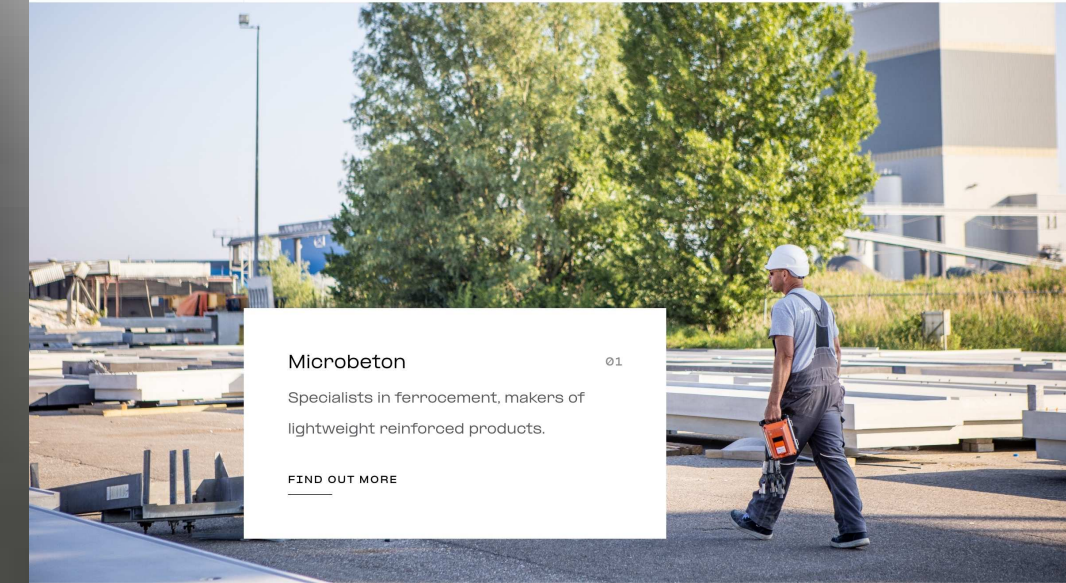 Microbeton
01
Specialists in ferrocement, makers of
lightweight reinforced products.
FIND OUT MORE